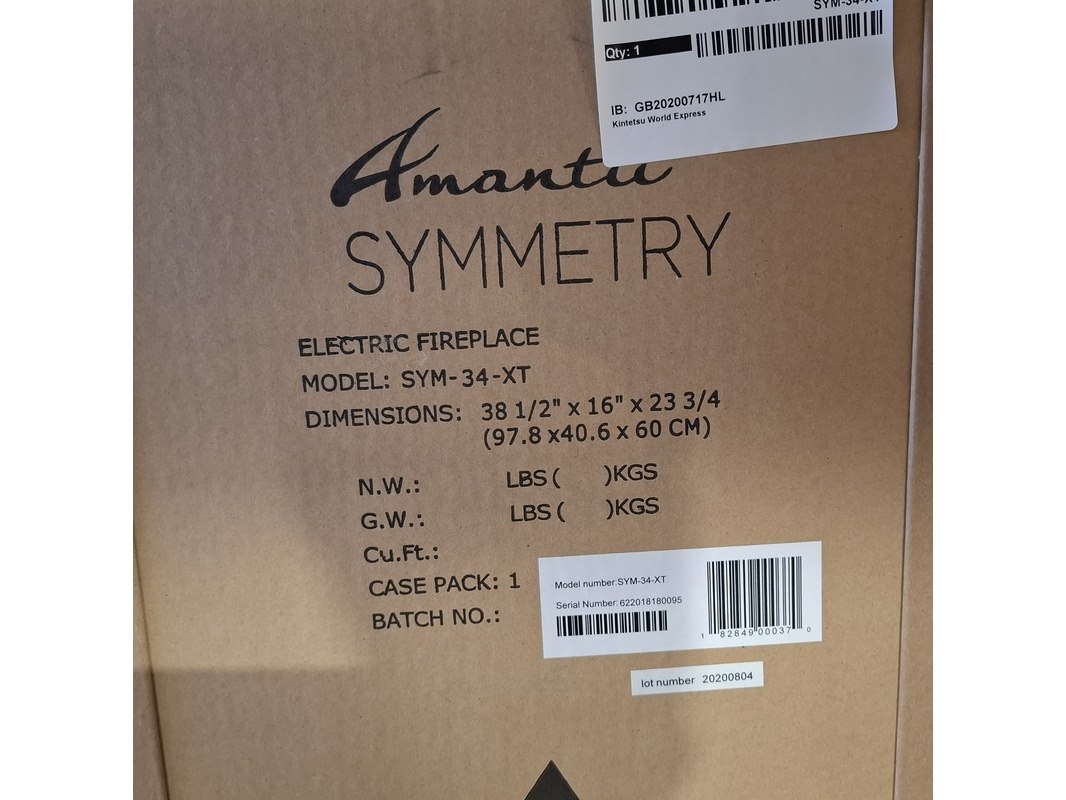 SYM-34-XT
Qty: 1
IB: GB20200717HL
Kintetsu World Express
Amantii
SYMMETRY
ELECTRIC FIREPLACE
MODEL: SYM-34-XT
DIMENSIONS: 38 1/2" x 16" x 23 3/4
(97.8 x40.6 x 60 CM)
N.W.: LBS ( )KGS
G.W.: LBS ( )KGS
Cu.Ft.:
CASE PACK: 1
BATCH NO.:
Model number:SYM-34-XT
Serial Number:622018180095
1 82849 00037 0
lot number 20200804